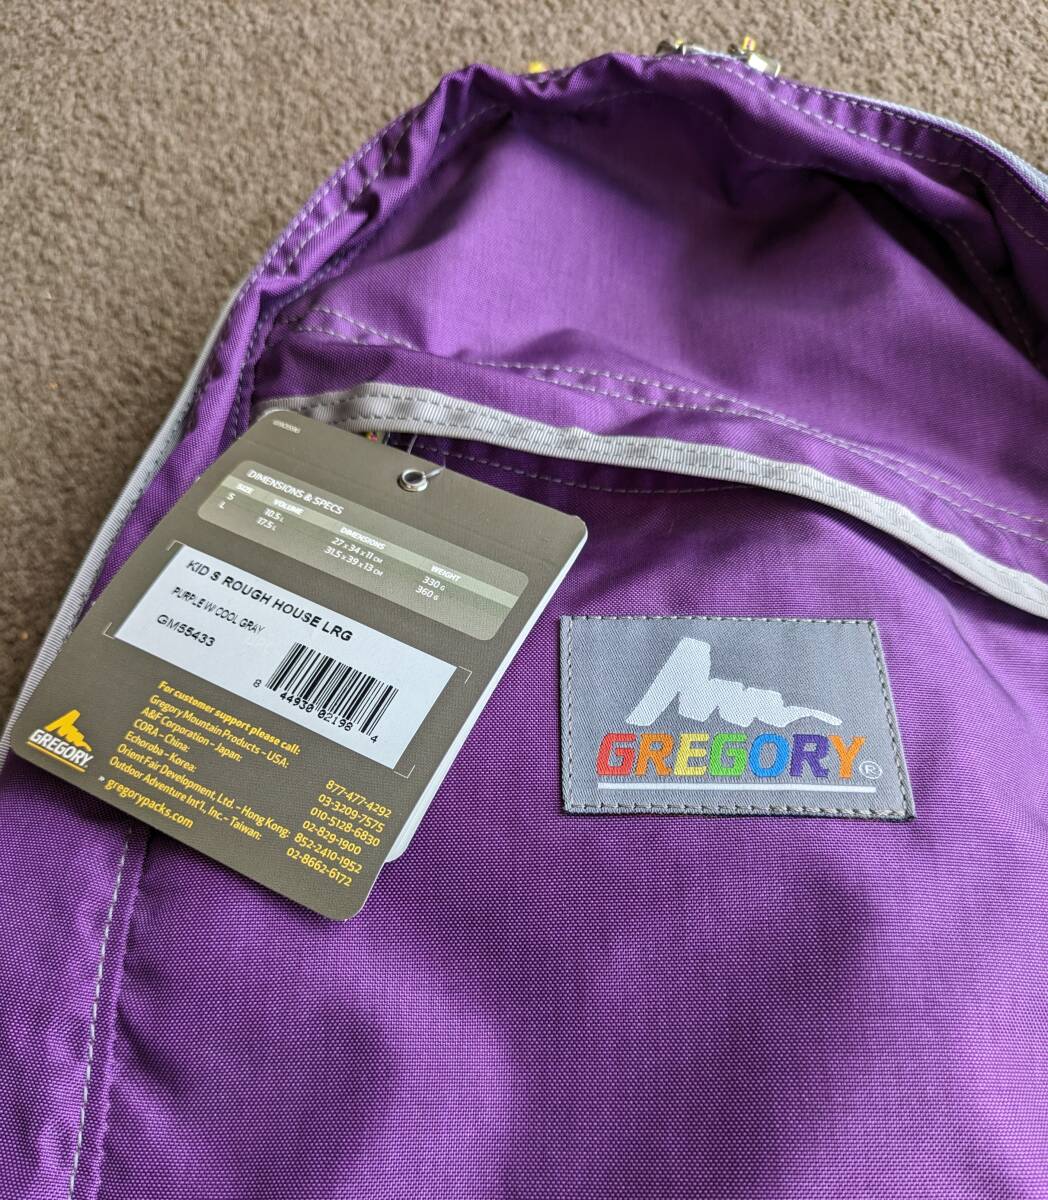 DIMENSIONS & SPECS
SIZE VOLUME DIMENSIONS WEIGHT
S 10.5 L 27 x 34 x 11 CM 330 G
L 17.5 L 31.5 x 39 x 13 CM 360 G
KID S ROUGH HOUSE LRG
PURPLE W/ COOL GRAY
GM55433
8 44930 02198 4
For customer support please call:
Gregory Mountain Products - USA: 877-477-4292
A&F Corporation - Japan: 03-3209-7575
CORA - China: 010-5128-6830
Echoroba - Korea: 02-829-1900
Orient Fair Development, Ltd. - Hong Kong: 852-2410-1952
Outdoor Adventure Int'l., Inc. - Taiwan: 02-8662-6172
» gregorypacks.com
GREGORY
GREGORY®